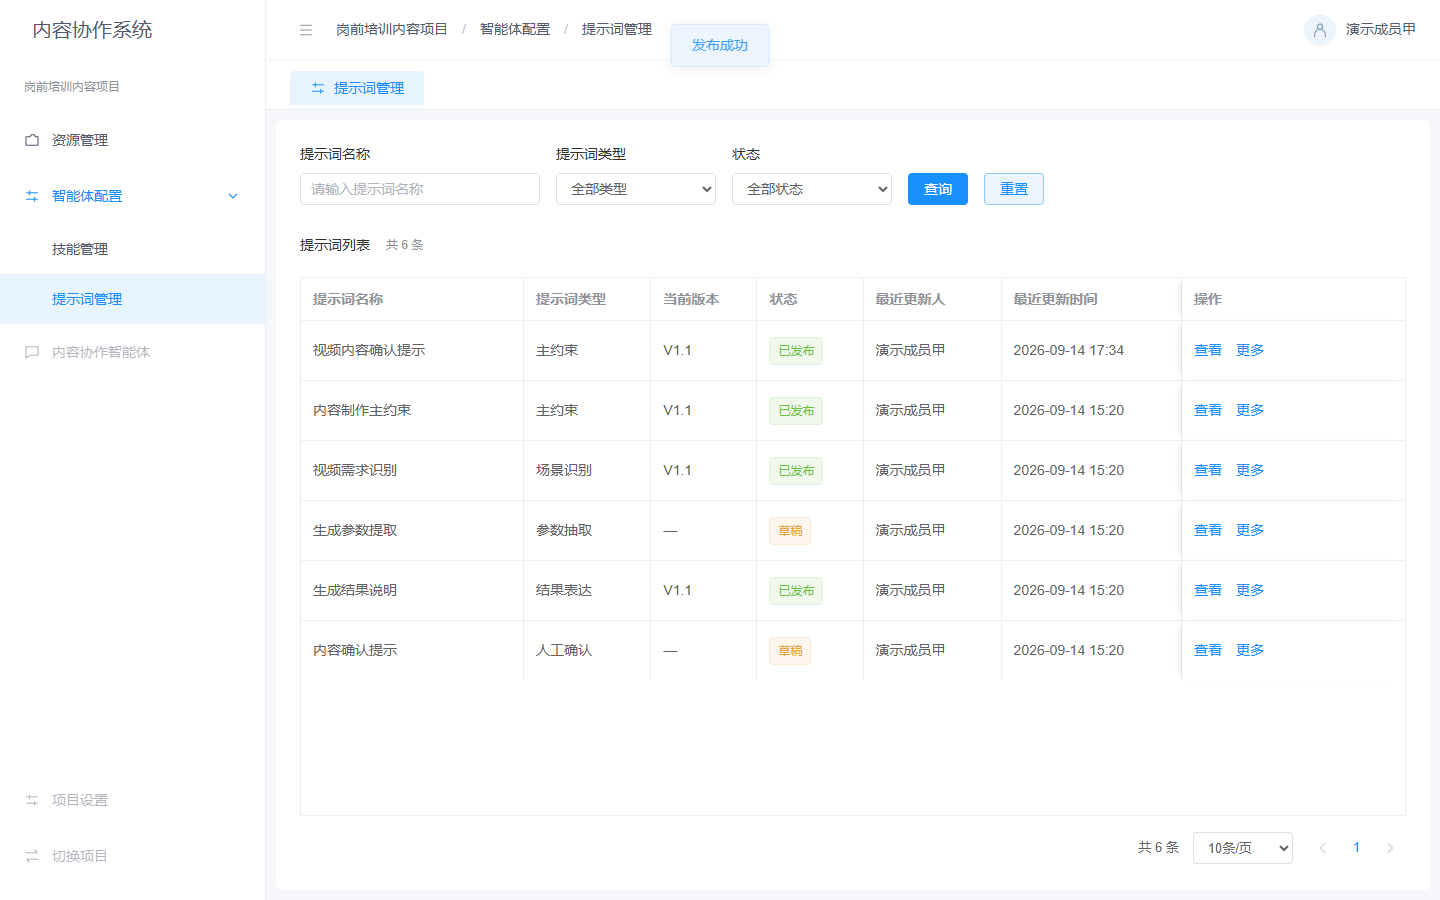 内容协作系统
岗前培训内容项目 / 智能体配置 / 提示词管理
发布成功
演示成员甲
岗前培训内容项目
资源管理
智能体配置
技能管理
提示词管理
内容协作智能体
项目设置
切换项目
提示词管理
提示词名称 提示词类型 状态
请输入提示词名称 全部类型 全部状态 查询 重置
提示词列表 共 6 条
提示词名称 提示词类型 当前版本 状态 最近更新人 最近更新时间 操作
视频内容确认提示 主约束 V1.1 已发布 演示成员甲 2026-09-14 17:34 查看 更多
内容制作主约束 主约束 V1.1 已发布 演示成员甲 2026-09-14 15:20 查看 更多
视频需求识别 场景识别 V1.1 已发布 演示成员甲 2026-09-14 15:20 查看 更多
生成参数提取 参数抽取 — 草稿 演示成员甲 2026-09-14 15:20 查看 更多
生成结果说明 结果表达 V1.1 已发布 演示成员甲 2026-09-14 15:20 查看 更多
内容确认提示 人工确认 — 草稿 演示成员甲 2026-09-14 15:20 查看 更多
共 6 条 10条/页 1